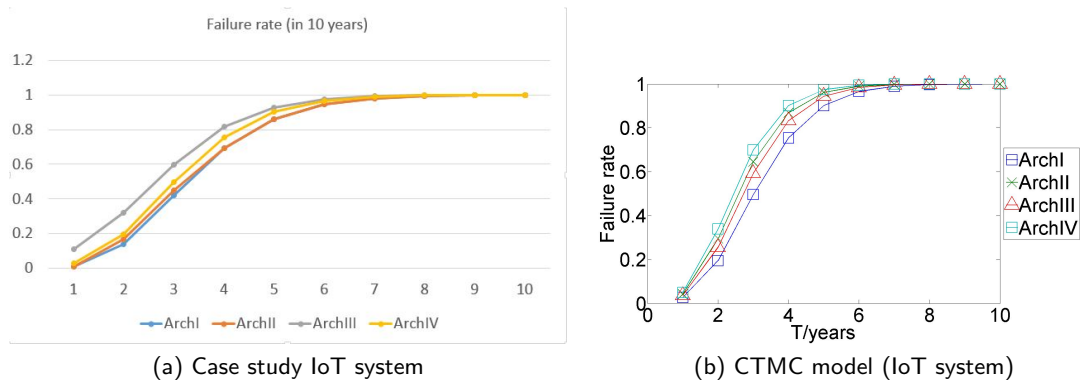 Failure rate (in 10 years)
1.2
1
0.8
0.6
0.4
0.2
0
1 2 3 4 5 6 7 8 9 10
ArchI ArchII ArchIII ArchIV
(a) Case study IoT system
Failure rate
1
0.8
0.6
0.4
0.2
0
0 2 4 6 8 10
T/years
ArchI
ArchII
ArchIII
ArchIV
(b) CTMC model (IoT system)